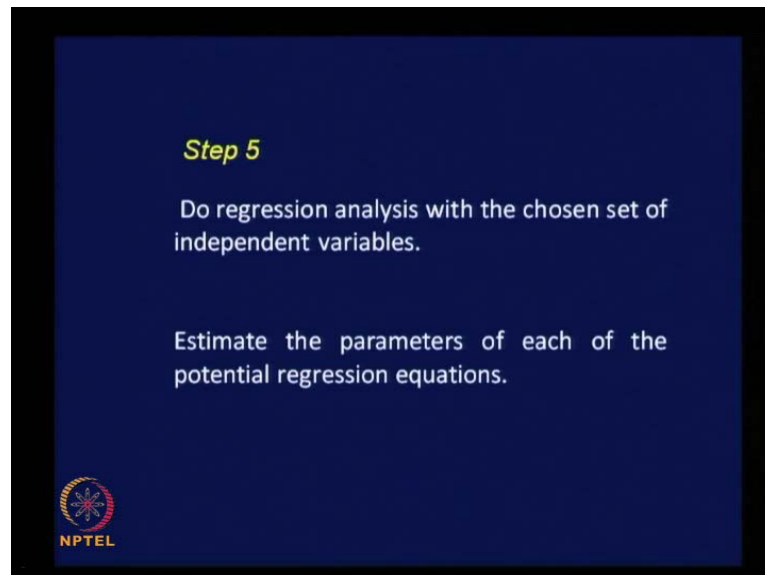 Step 5
Do regression analysis with the chosen set of
independent variables.
Estimate the parameters of each of the
potential regression equations.
NPTEL